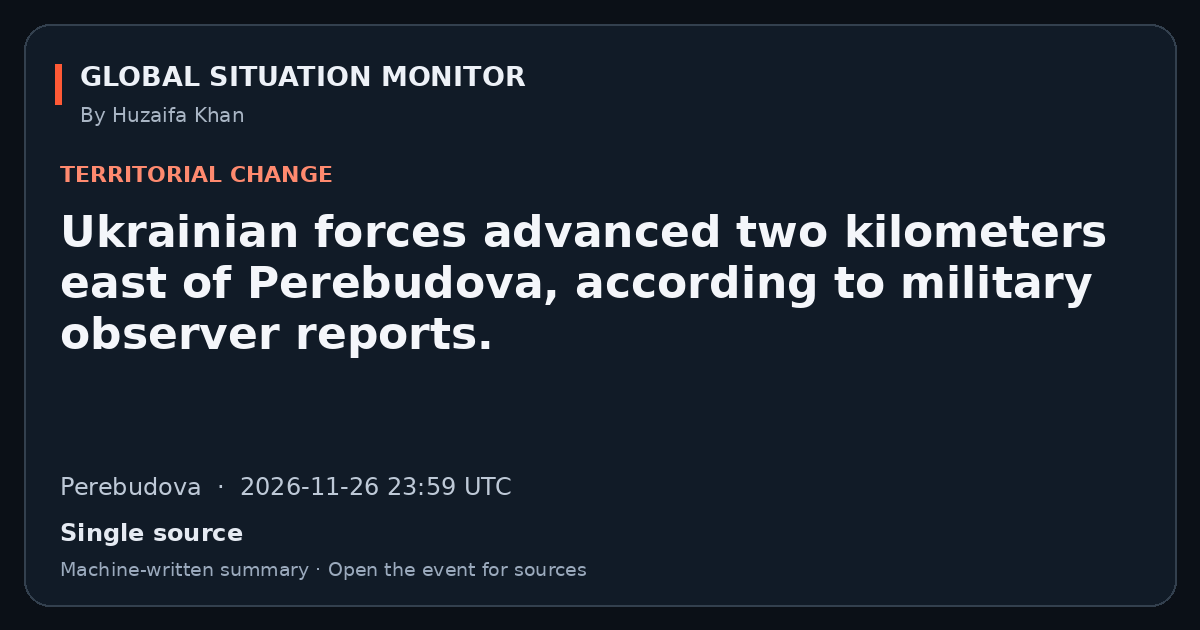 GLOBAL SITUATION MONITOR
By Huzaifa Khan
TERRITORIAL CHANGE
Ukrainian forces advanced two kilometers
east of Perebudova, according to military
observer reports.
Perebudova · 2026-11-26 23:59 UTC
Single source
Machine-written summary · Open the event for sources